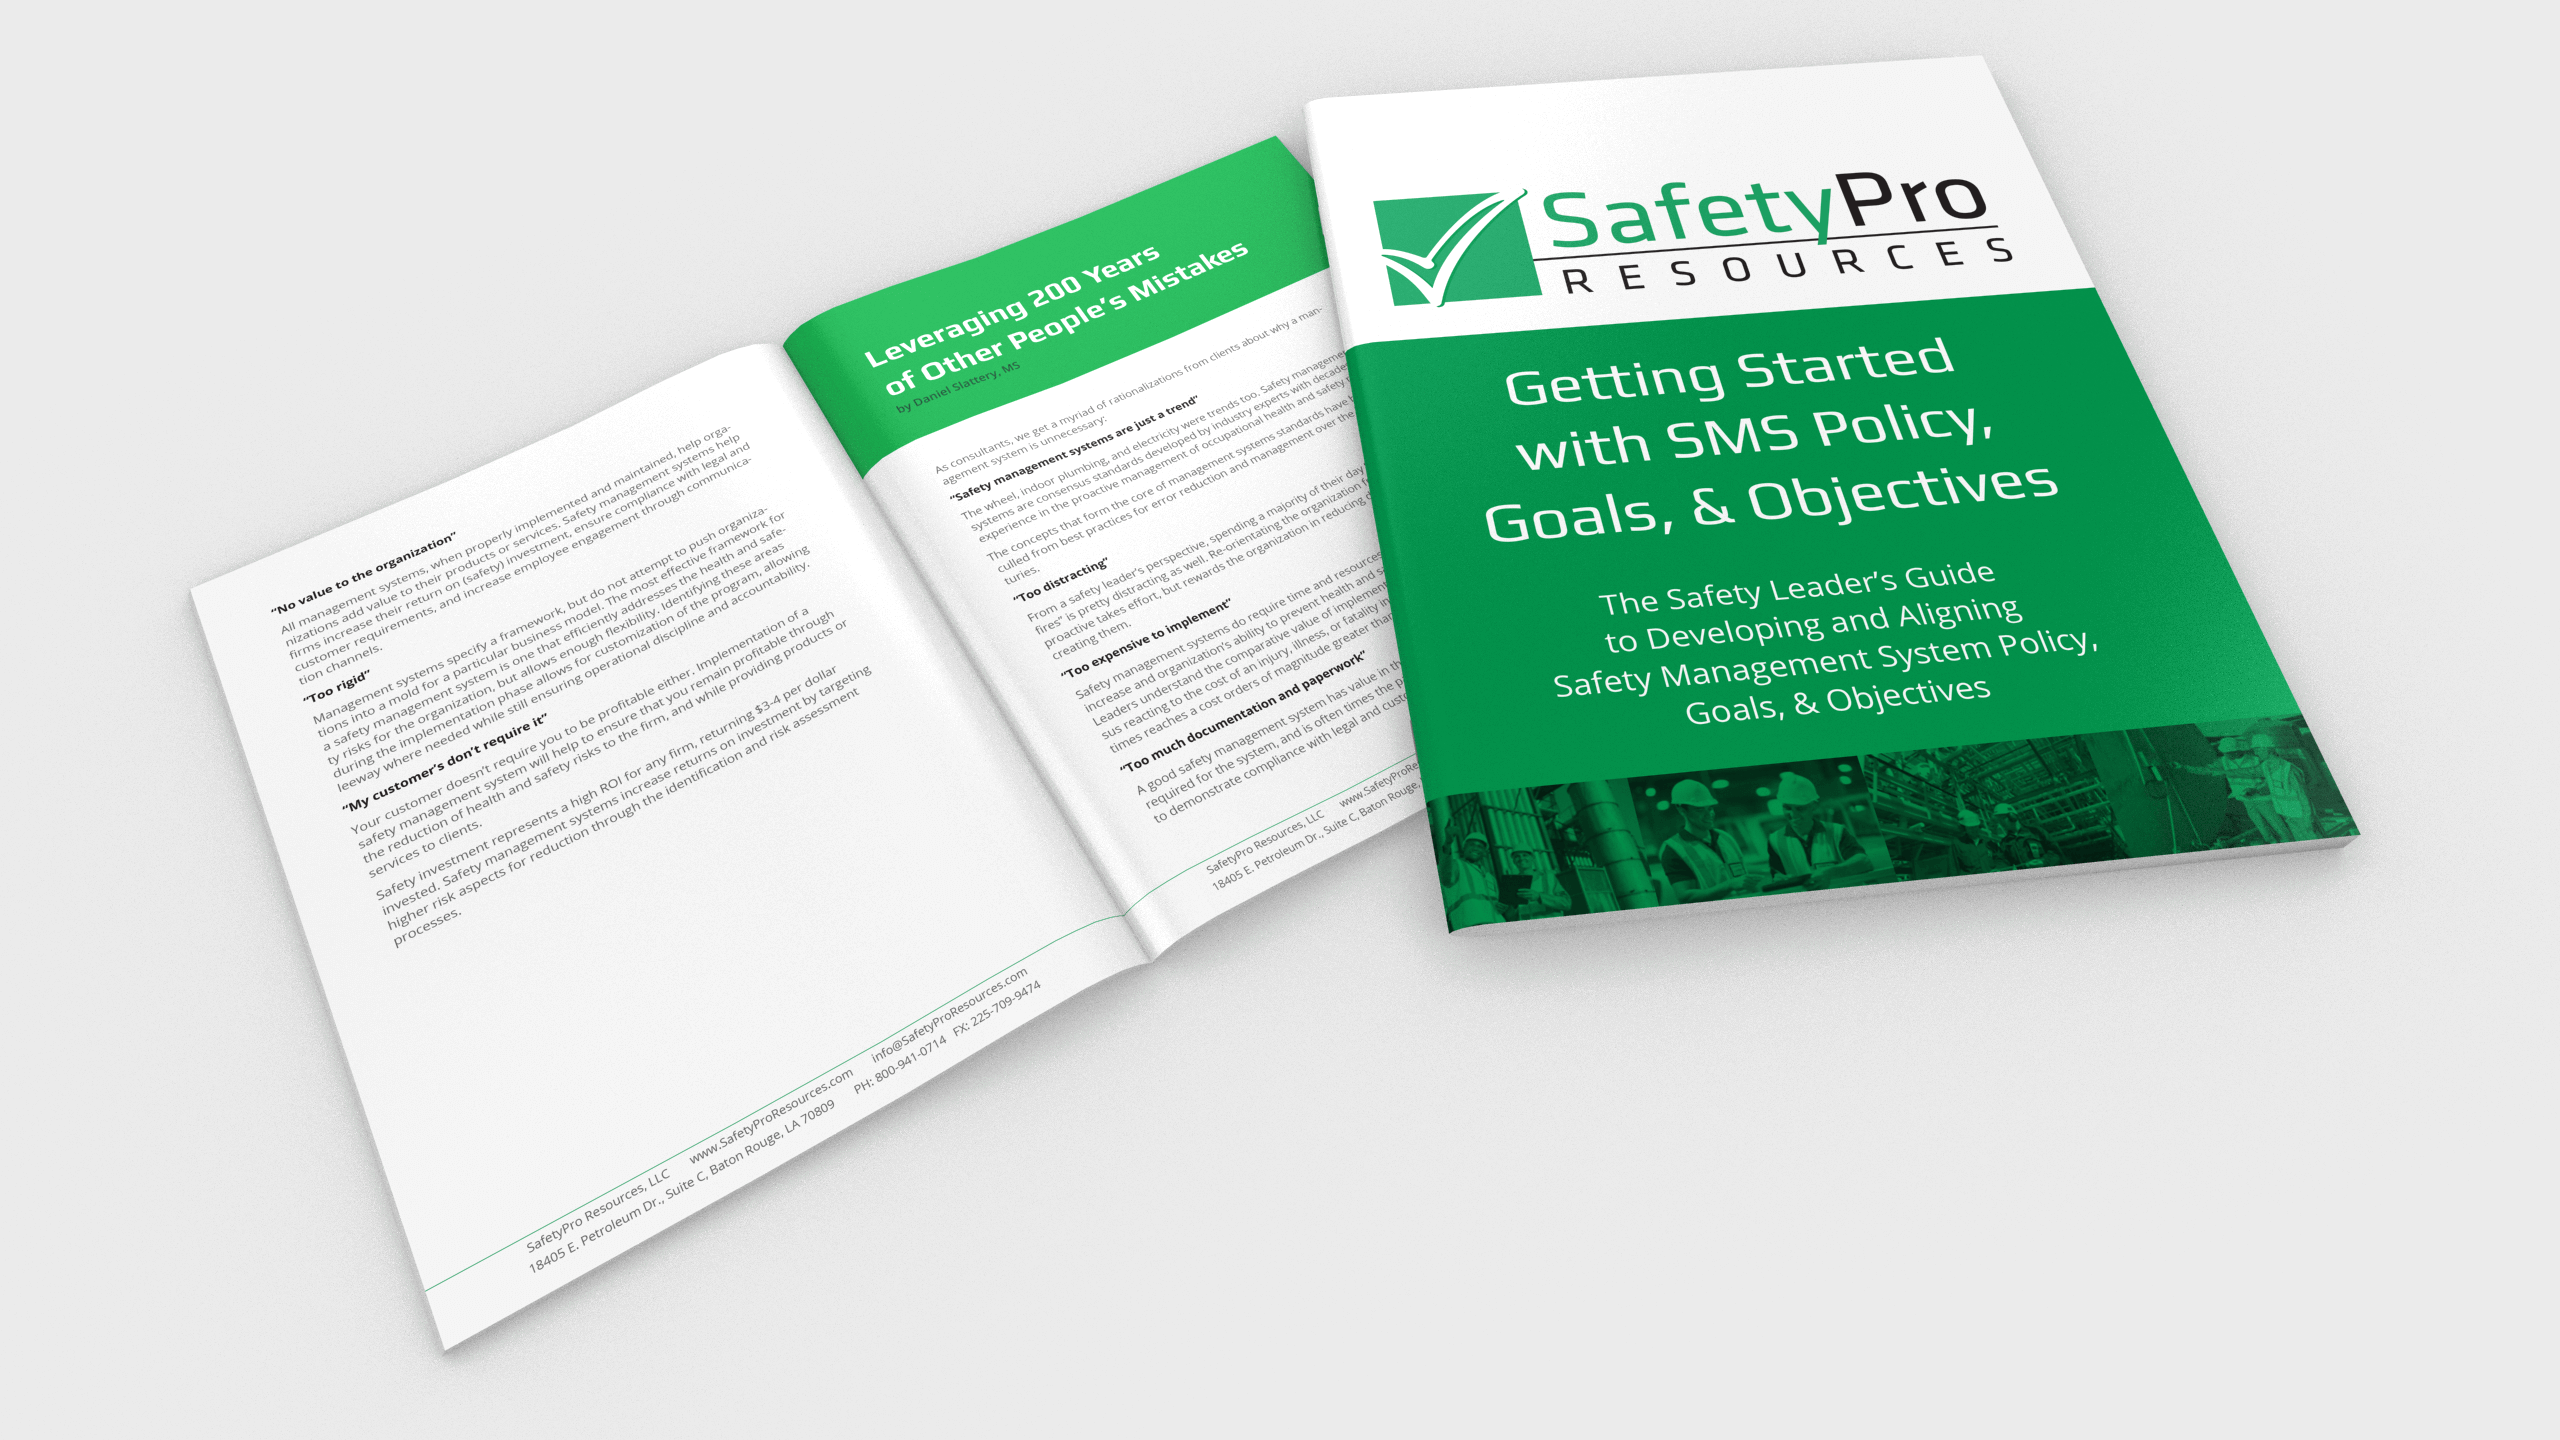 "No value to the organization"
All management systems, when properly implemented and maintained, help orga-
nizations add value to their products or services. Safety management systems help
firms increase their return on (safety) investment, ensure compliance with legal and
customer requirements, and increase employee engagement through communica-
tion channels.
"Too rigid"
Management systems specify a framework, but do not attempt to push organiza-
tions into a mold for a particular business model. The most effective framework for
a safety management system is one that efficiently addresses the health and safe-
ty risks for the organization, but allows enough flexibility. Identifying these areas
during the implementation phase allows for customization of the program, allowing
leeway where needed while still ensuring operational discipline and accountability.
"My customer's don't require it"
Your customer doesn't require you to be profitable either. Implementation of a
safety management system will help to ensure that you remain profitable through
the reduction of health and safety risks to the firm, and while providing products or
services to clients.
Safety investment represents a high ROI for any firm, returning $3-4 per dollar
invested. Safety management systems increase returns on investment by targeting
higher risk aspects for reduction through the identification and risk assessment
processes.
SafetyPro Resources, LLC www.SafetyProResources.com info@SafetyProResources.com
18405 E. Petroleum Dr., Suite C, Baton Rouge, LA 70809 PH: 800-941-0714 FX: 225-709-9474
Leveraging 200 Years
of Other People's Mistakes
by Daniel Slattery, MS
As consultants, we get a myriad of rationalizations from clients about why a man-
agement system is unnecessary:
"Safety management systems are just a trend"
The wheel, indoor plumbing, and electricity were trends too. Safety
systems are consensus standards developed by industry experts with
experience in the proactive management of occupational health and safety
The concepts that form the core of management systems standards have
culled from best practices for error reduction and management over the
turies.
"Too distracting"
From a safety leader's perspective, spending a majority of their day
fires" is pretty distracting as well. Re-orientating the organization
proactive takes effort, but rewards the organization in reducing
creating them.
"Too expensive to implement"
Safety management systems do require time and resources
increase and organization's ability to prevent health and
Leaders understand the comparative value of
sus reacting to the cost of an injury, illness, or fatality in
times reaches a cost orders of magnitude greater
"Too much documentation and paperwork"
A good safety management system has value in
required for the system, and is often times the
to demonstrate compliance with legal and
SafetyPro Resources, LLC
18405 E. Petroleum Dr., Suite C, Baton Rouge,
SafetyPro
RESOURCES
Getting Started
with SMS Policy,
Goals, & Objectives
The Safety Leader's Guide
to Developing and Aligning
Safety Management System Policy,
Goals, & Objectives